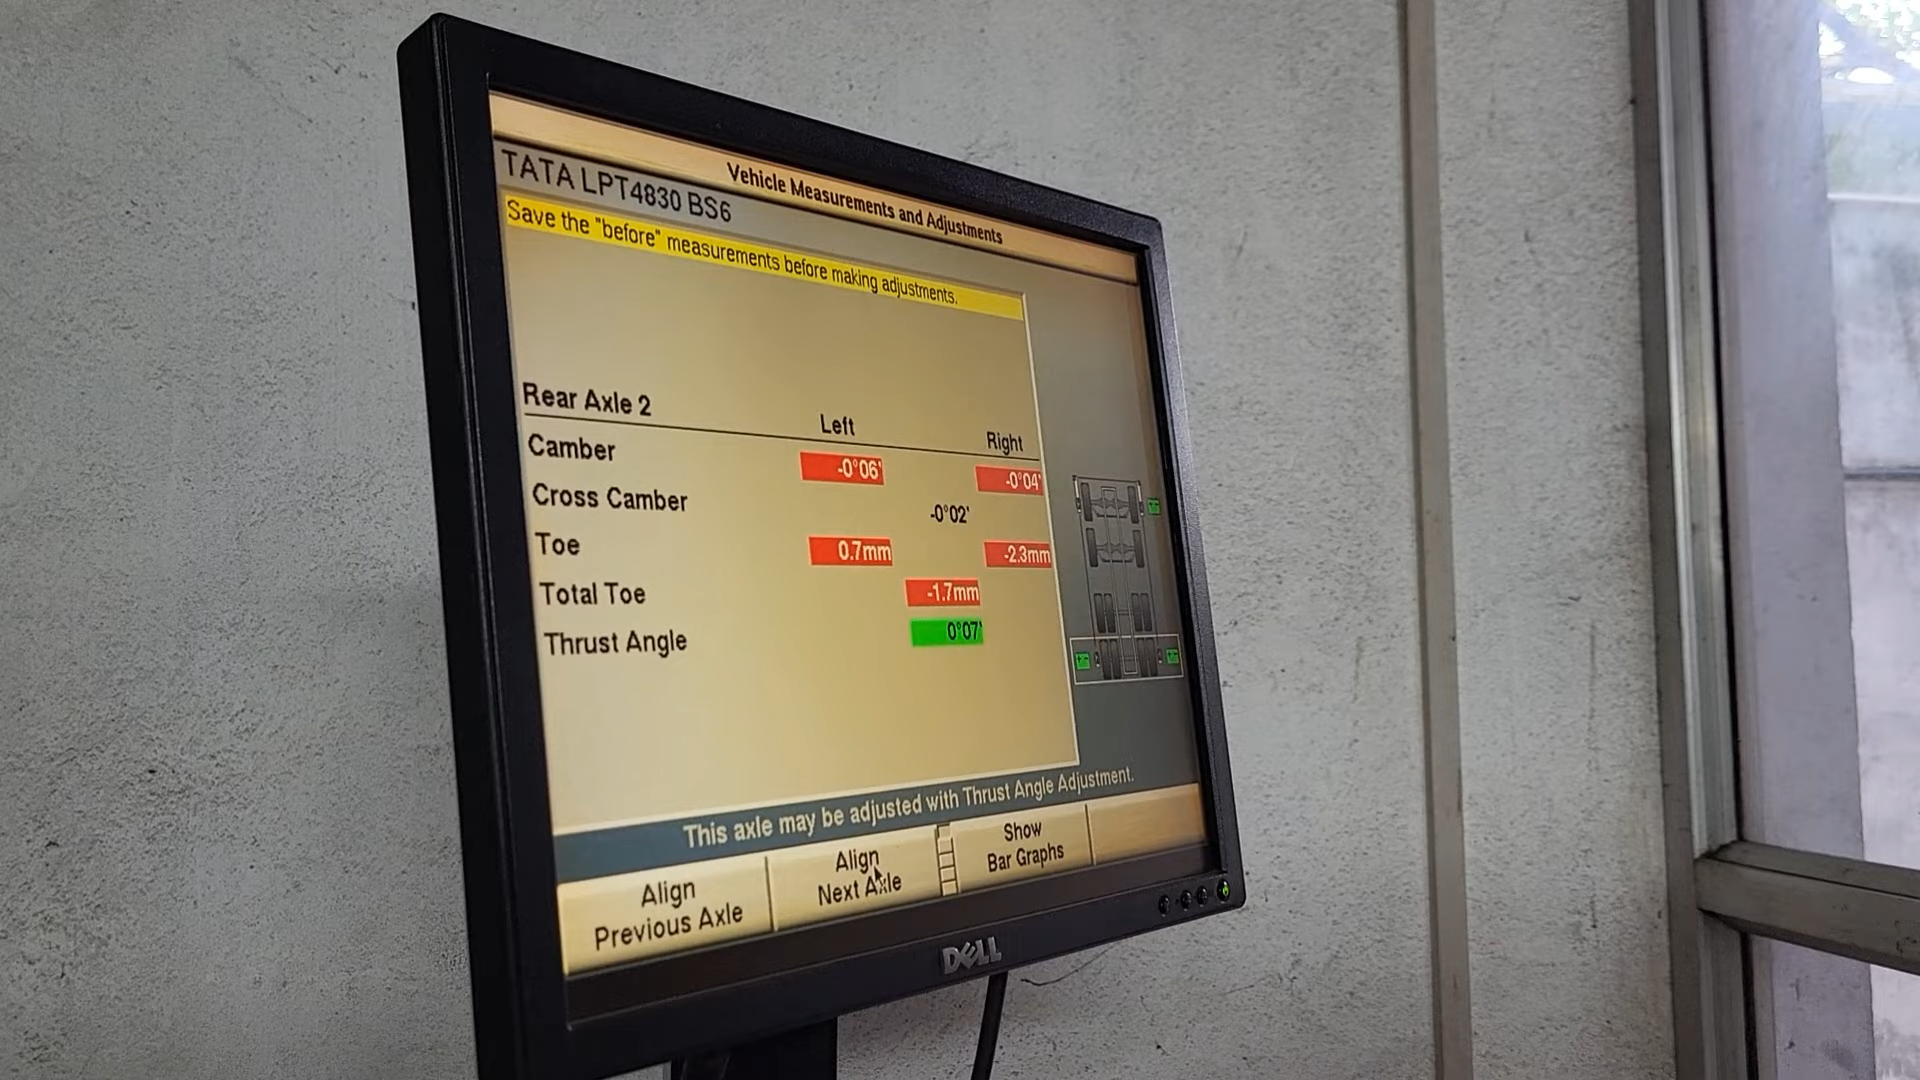 Vehicle Measurements and Adjustments
TATA LPT4830 BS6
Save the "before" measurements before making adjustments.
Rear Axle 2
Left Right
Camber -0°06' -0°04'
Cross Camber -0°02'
Toe 0.7mm -2.3mm
Total Toe -1.7mm
Thrust Angle 0°07'
This axle may be adjusted with Thrust Angle Adjustment.
Align
Previous Axle
Align
Next Axle
Show
Bar Graphs
DELL